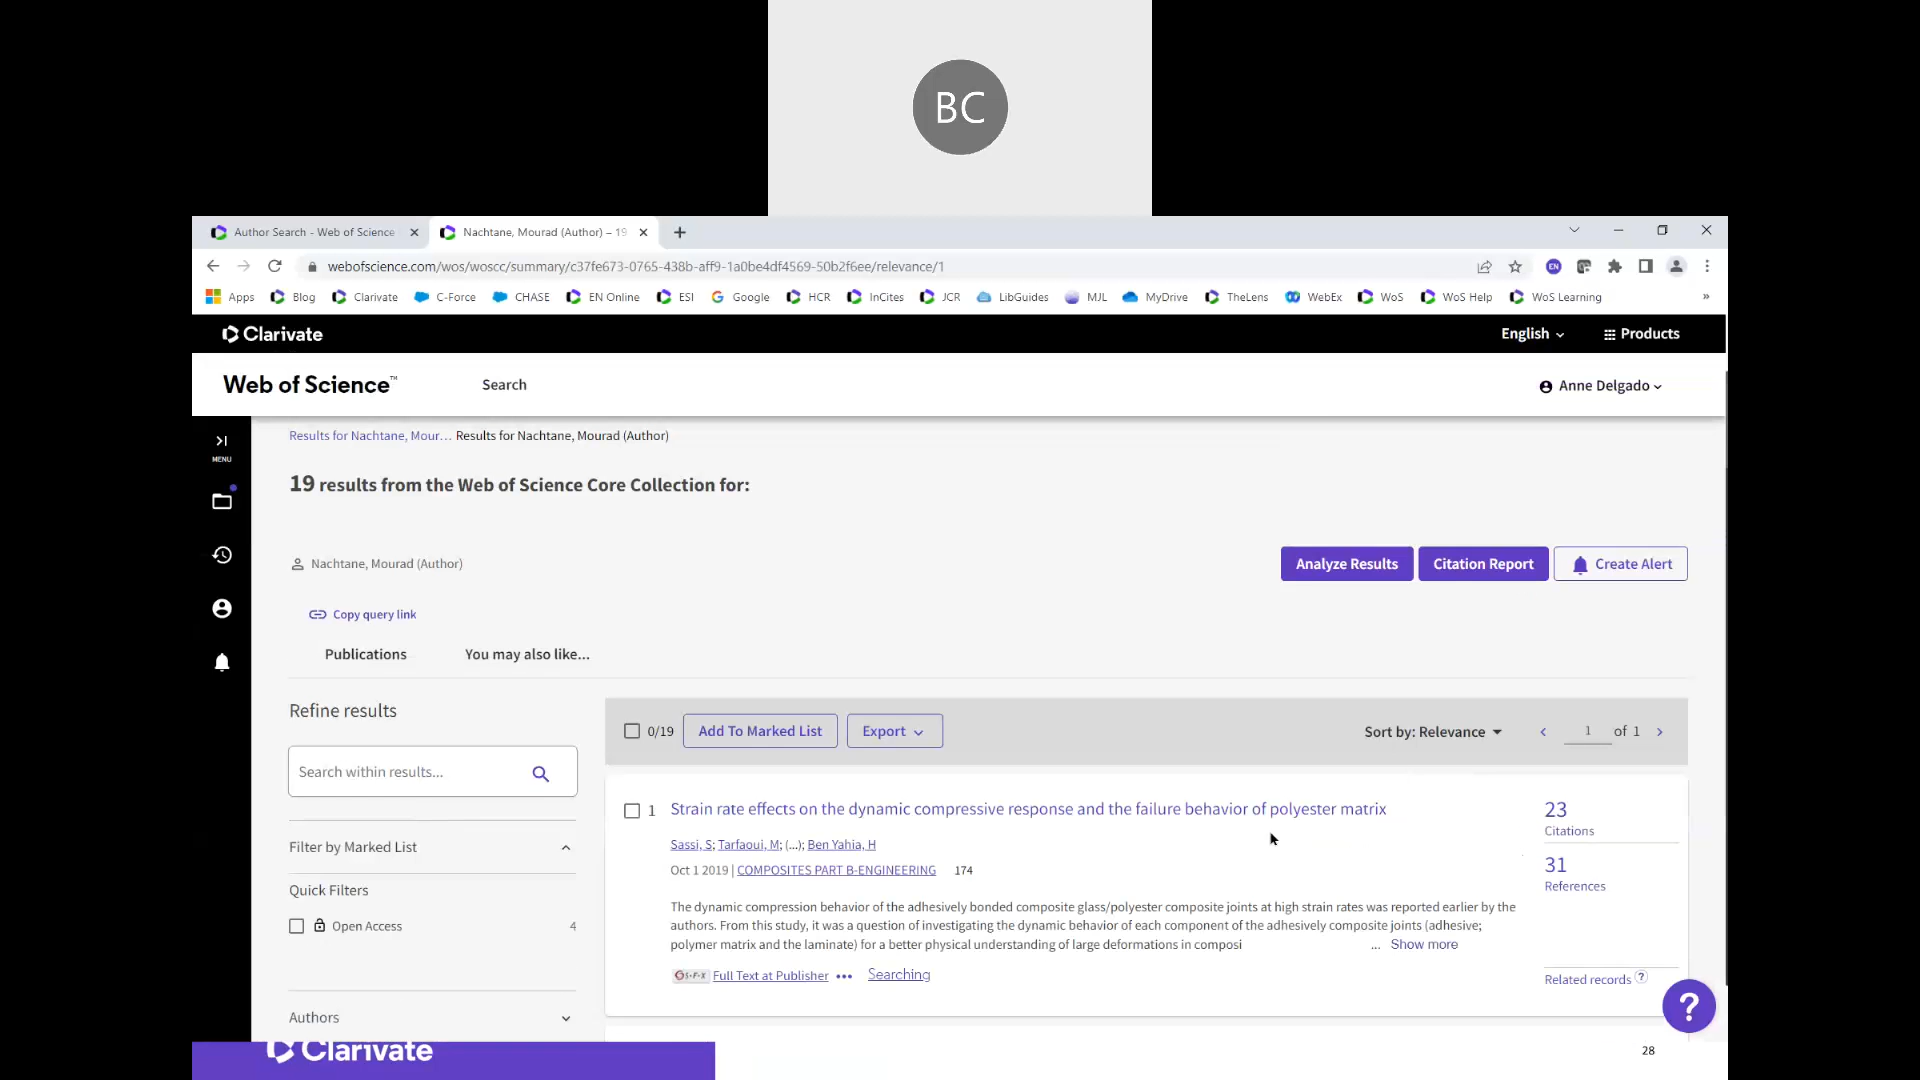 BC
Author Search - Web of Science
Nachtane, Mourad (Author) – 19
webofscience.com/wos/woscc/summary/c37fe673-0765-438b-aff9-1a0be4df4569-50b2f6ee/relevance/1
EN
Apps Blog Clarivate C-Force CHASE EN Online ESI Google HCR InCites JCR LibGuides MJL MyDrive TheLens WebEx WoS WoS Help WoS Learning »
Clarivate
English
Products
Web of Science™
Search
Anne Delgado
MENU
Results for Nachtane, Mour... Results for Nachtane, Mourad (Author)
19 results from the Web of Science Core Collection for:
Nachtane, Mourad (Author)
Analyze Results
Citation Report
Create Alert
Copy query link
Publications
You may also like...
Refine results
Search within results...
Filter by Marked List
Quick Filters
Open Access 4
Authors
0/19
Add To Marked List
Export
Sort by: Relevance
1 of 1
1 Strain rate effects on the dynamic compressive response and the failure behavior of polyester matrix
Sassi, S; Tarfaoui, M; (...); Ben Yahia, H
Oct 1 2019 | COMPOSITES PART B-ENGINEERING 174
The dynamic compression behavior of the adhesively bonded composite glass/polyester composite joints at high strain rates was reported earlier by the
authors. From this study, it was a question of investigating the dynamic behavior of each component of the adhesively composite joints (adhesive;
polymer matrix and the laminate) for a better physical understanding of large deformations in composi ... Show more
S-F-X Full Text at Publisher ••• Searching
23
Citations
31
References
Related records ?
?
Clarivate
28